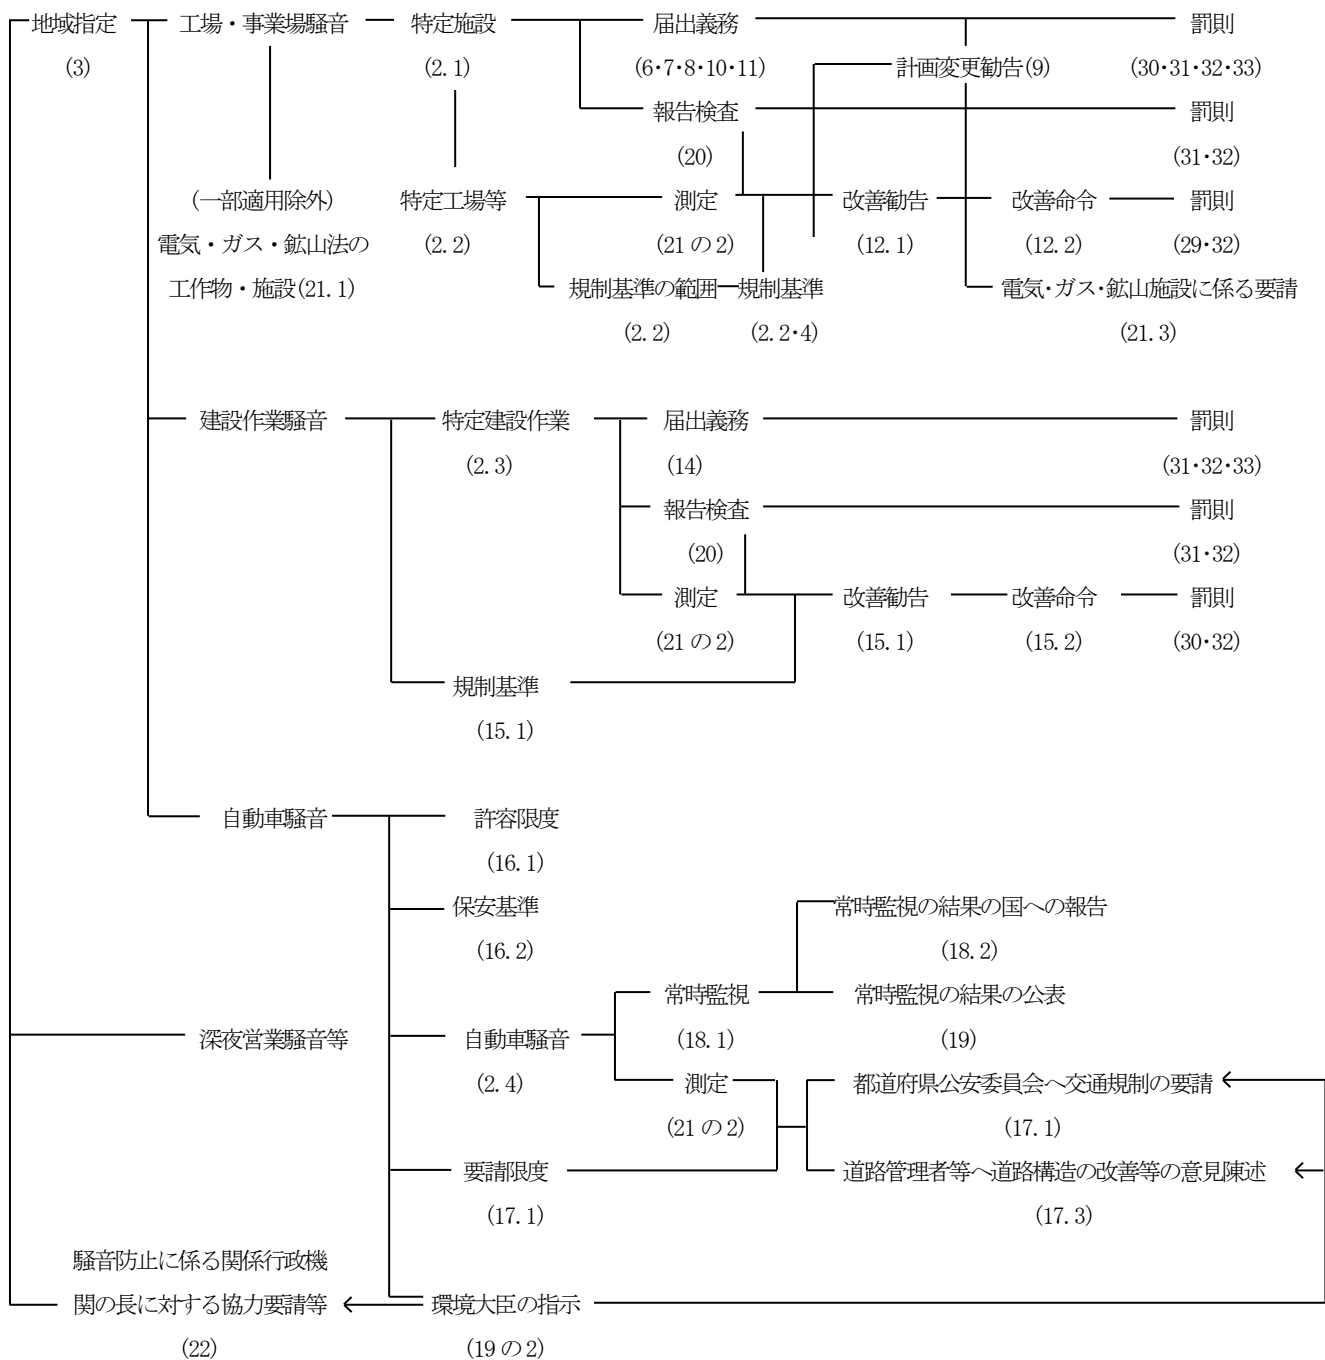 地域指定 工場・事業場騒音 特定施設 届出義務 罰則
(3) (2.1) (6・7・8・10・11) 計画変更勧告(9) (30・31・32・33)
報告検査 罰則
(20) (31・32)
(一部適用除外) 特定工場等 測定 改善勧告 改善命令 罰則
電気・ガス・鉱山法の (2.2) (21の2) (12.1) (12.2) (29・32)
工作物・施設(21.1) 規制基準の範囲 規制基準 電気・ガス・鉱山施設に係る要請
(2.2) (2.2・4) (21.3)
建設作業騒音 特定建設作業 届出義務 罰則
(2.3) (14) (31・32・33)
報告検査 罰則
(20) (31・32)
測定 改善勧告 改善命令 罰則
(21の2) (15.1) (15.2) (30・32)
規制基準
(15.1)
自動車騒音 許容限度
(16.1)
保安基準 常時監視の結果の国への報告
(16.2) (18.2)
常時監視 常時監視の結果の公表
深夜営業騒音等 自動車騒音 (18.1) (19)
(2.4) 測定 都道府県公安委員会へ交通規制の要請
(21の2) (17.1)
要請限度 道路管理者等へ道路構造の改善等の意見陳述
(17.1) (17.3)
騒音防止に係る関係行政機
関の長に対する協力要請等 環境大臣の指示
(22) (19の2)